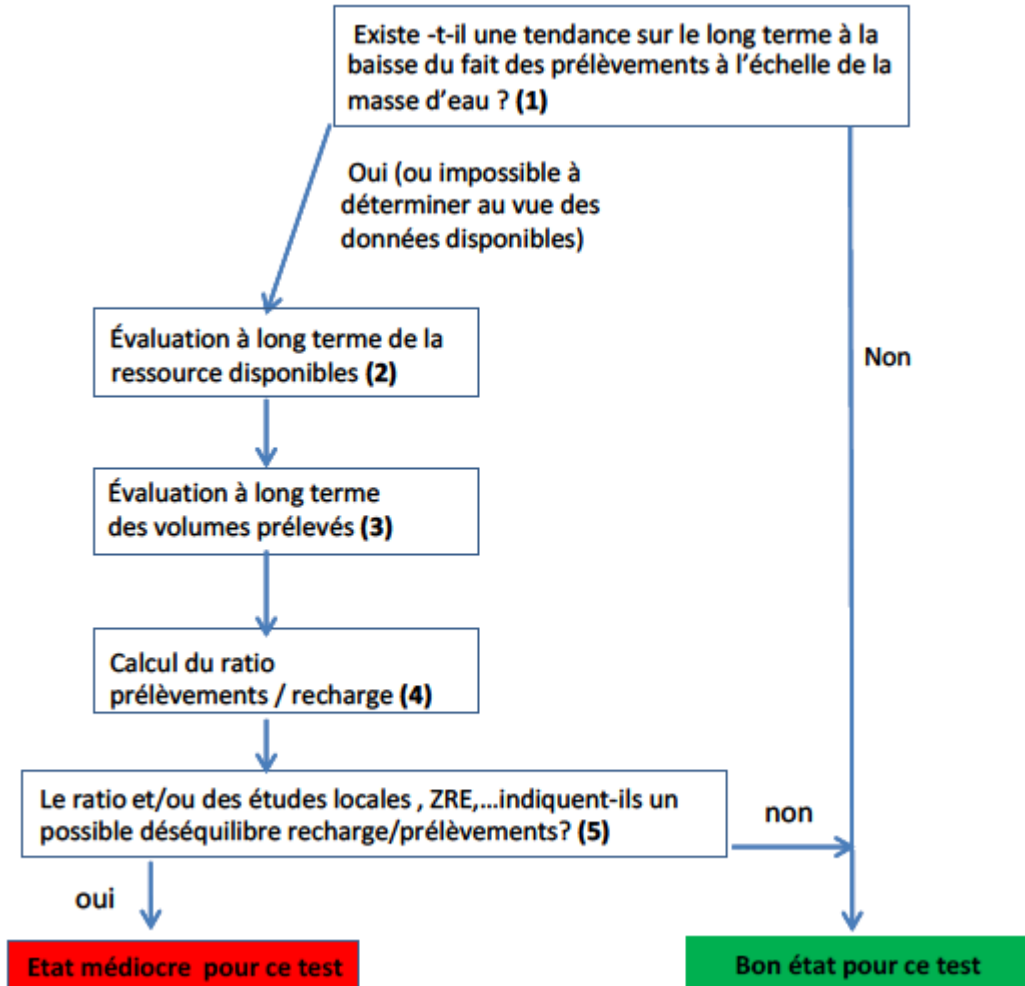 Existe -t-il une tendance sur le long terme à la
baisse du fait des prélèvements à l'échelle de la
masse d'eau ? (1)
Oui (ou impossible à
déterminer au vue des
données disponibles)
Non
Évaluation à long terme de la
ressource disponibles (2)
Évaluation à long terme
des volumes prélevés (3)
Calcul du ratio
prélèvements / recharge (4)
Le ratio et/ou des études locales , ZRE,...indiquent-ils un
possible déséquilibre recharge/prélèvements? (5)
non
oui
Etat médiocre pour ce test
Bon état pour ce test